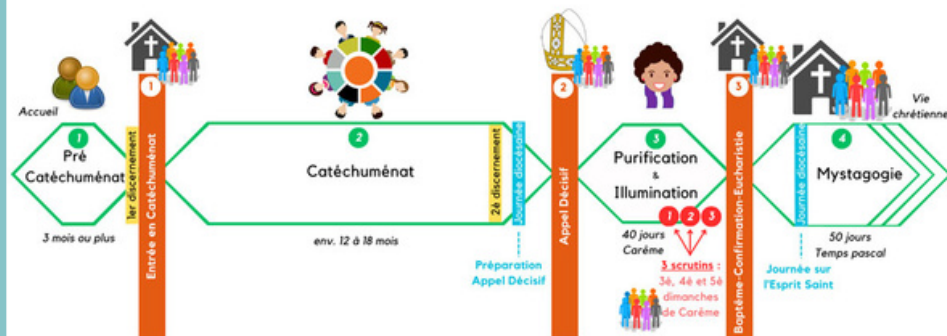 Accueil
1
Pré
Catéchuménat
3 mois ou plus
1er discernement
1
Entrée en Catéchuménat
2
Catéchuménat
env. 12 à 18 mois
2è discernement
Journée diocésaine
Préparation
Appel Décisif
2
Appel Décisif
3
Purification
&
Illumination
1 2 3
40 jours
Carême
3 scrutins :
3è, 4è et 5è
dimanches
de Carême
3
Baptême-Confirmation-Eucharistie
Journée diocésaine
Journée sur
l'Esprit Saint
4
Mystagogie
50 jours
Temps pascal
Vie
chrétienne